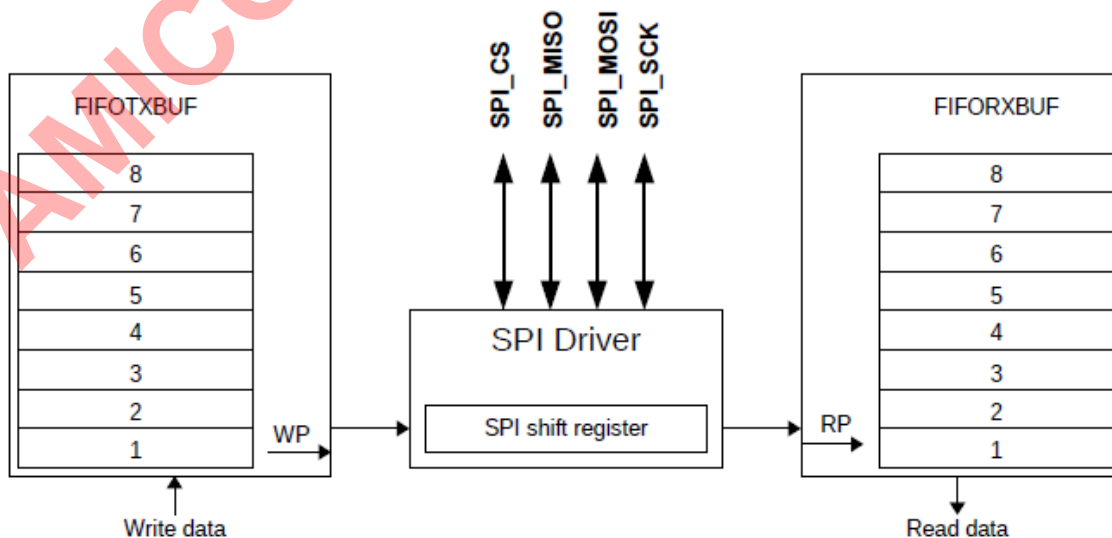 AMICC
SPI_CS
SPI_MISO
SPI_MOSI
SPI_SCK
FIFOTXBUF
8
7
6
5
4
3
2
1
WP
Write data
SPI Driver
SPI shift register
FIFORXBUF
8
7
6
5
4
3
2
1
RP
Read data